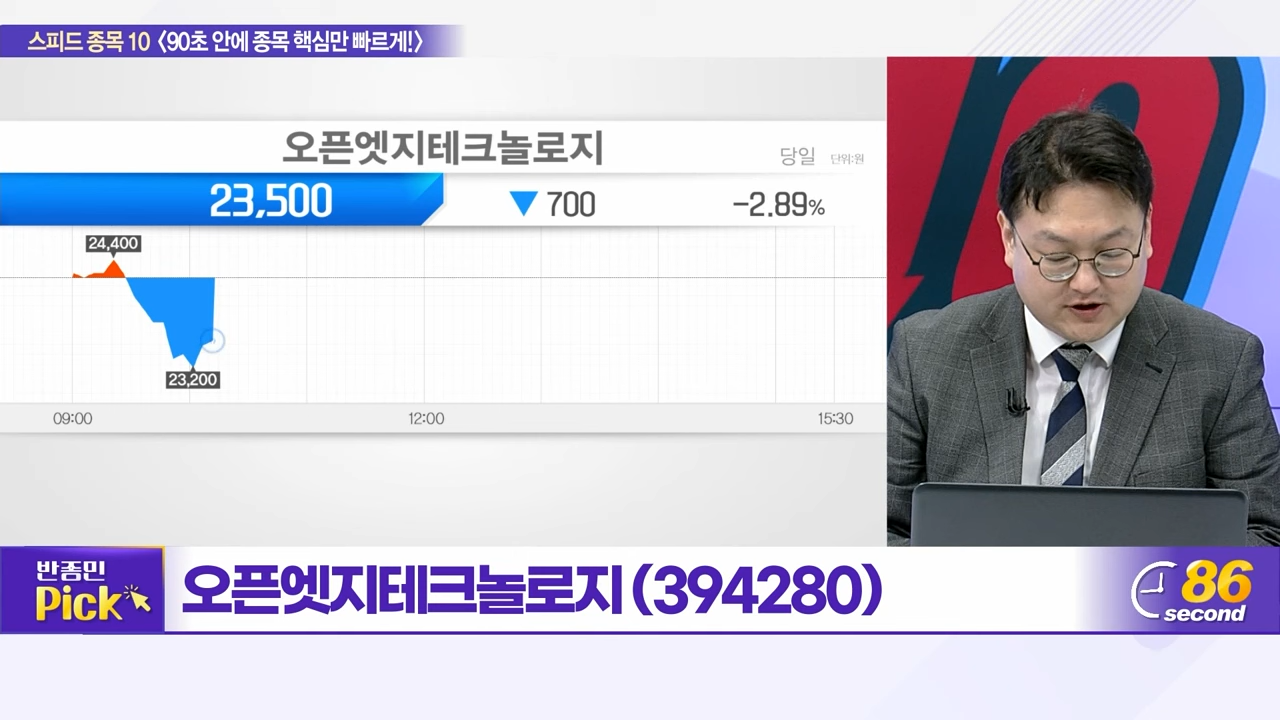 스피드 종목 10 〈90초 안에 종목 핵심만 빠르게!〉
오픈엣지테크놀로지
당일 단위:원
23,500 ▼ 700 -2.89%
24,400
23,200
09:00 12:00 15:30
반종민
Pick
오픈엣지테크놀로지 (394280)
86
second